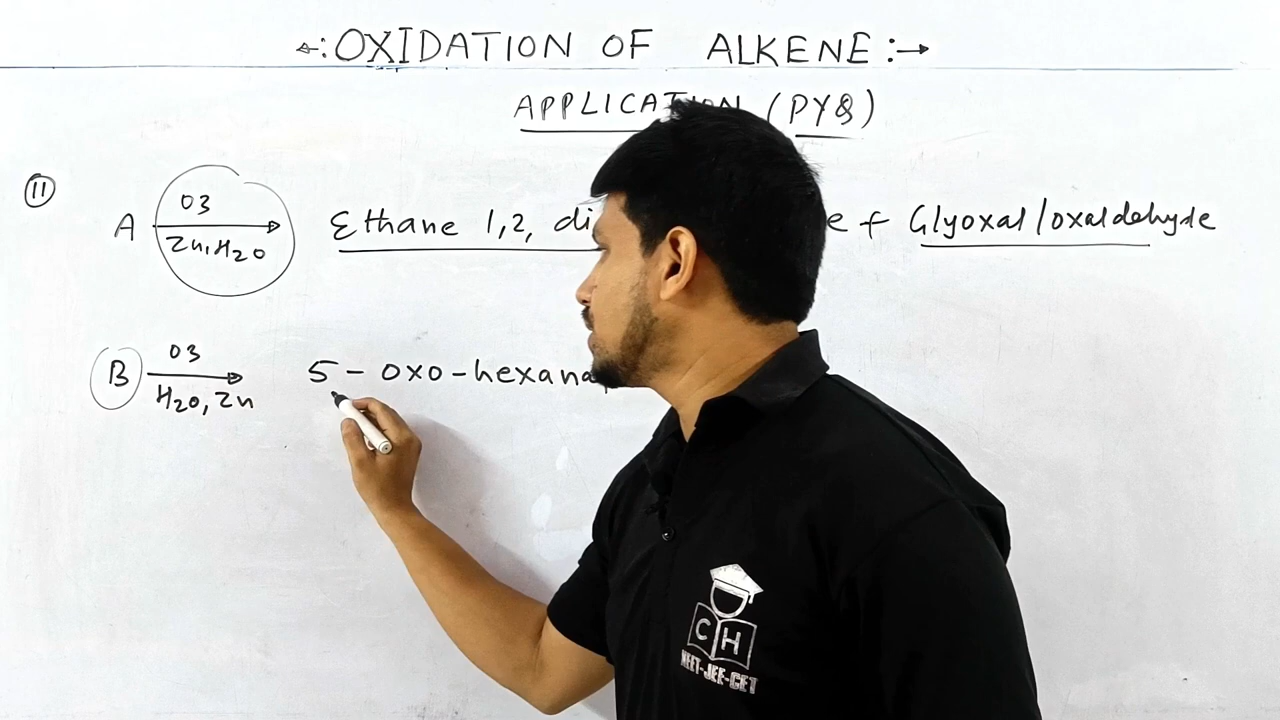 ←: OXIDATION OF ALKENE :→
APPLICATION (PYQ)
11
A O3 Zn, H2O Ethane 1,2, di e + Glyoxal/oxaldehyde
B O3 H2O, Zn 5 - oxo - hexana
C H
NEET-JEE-CET